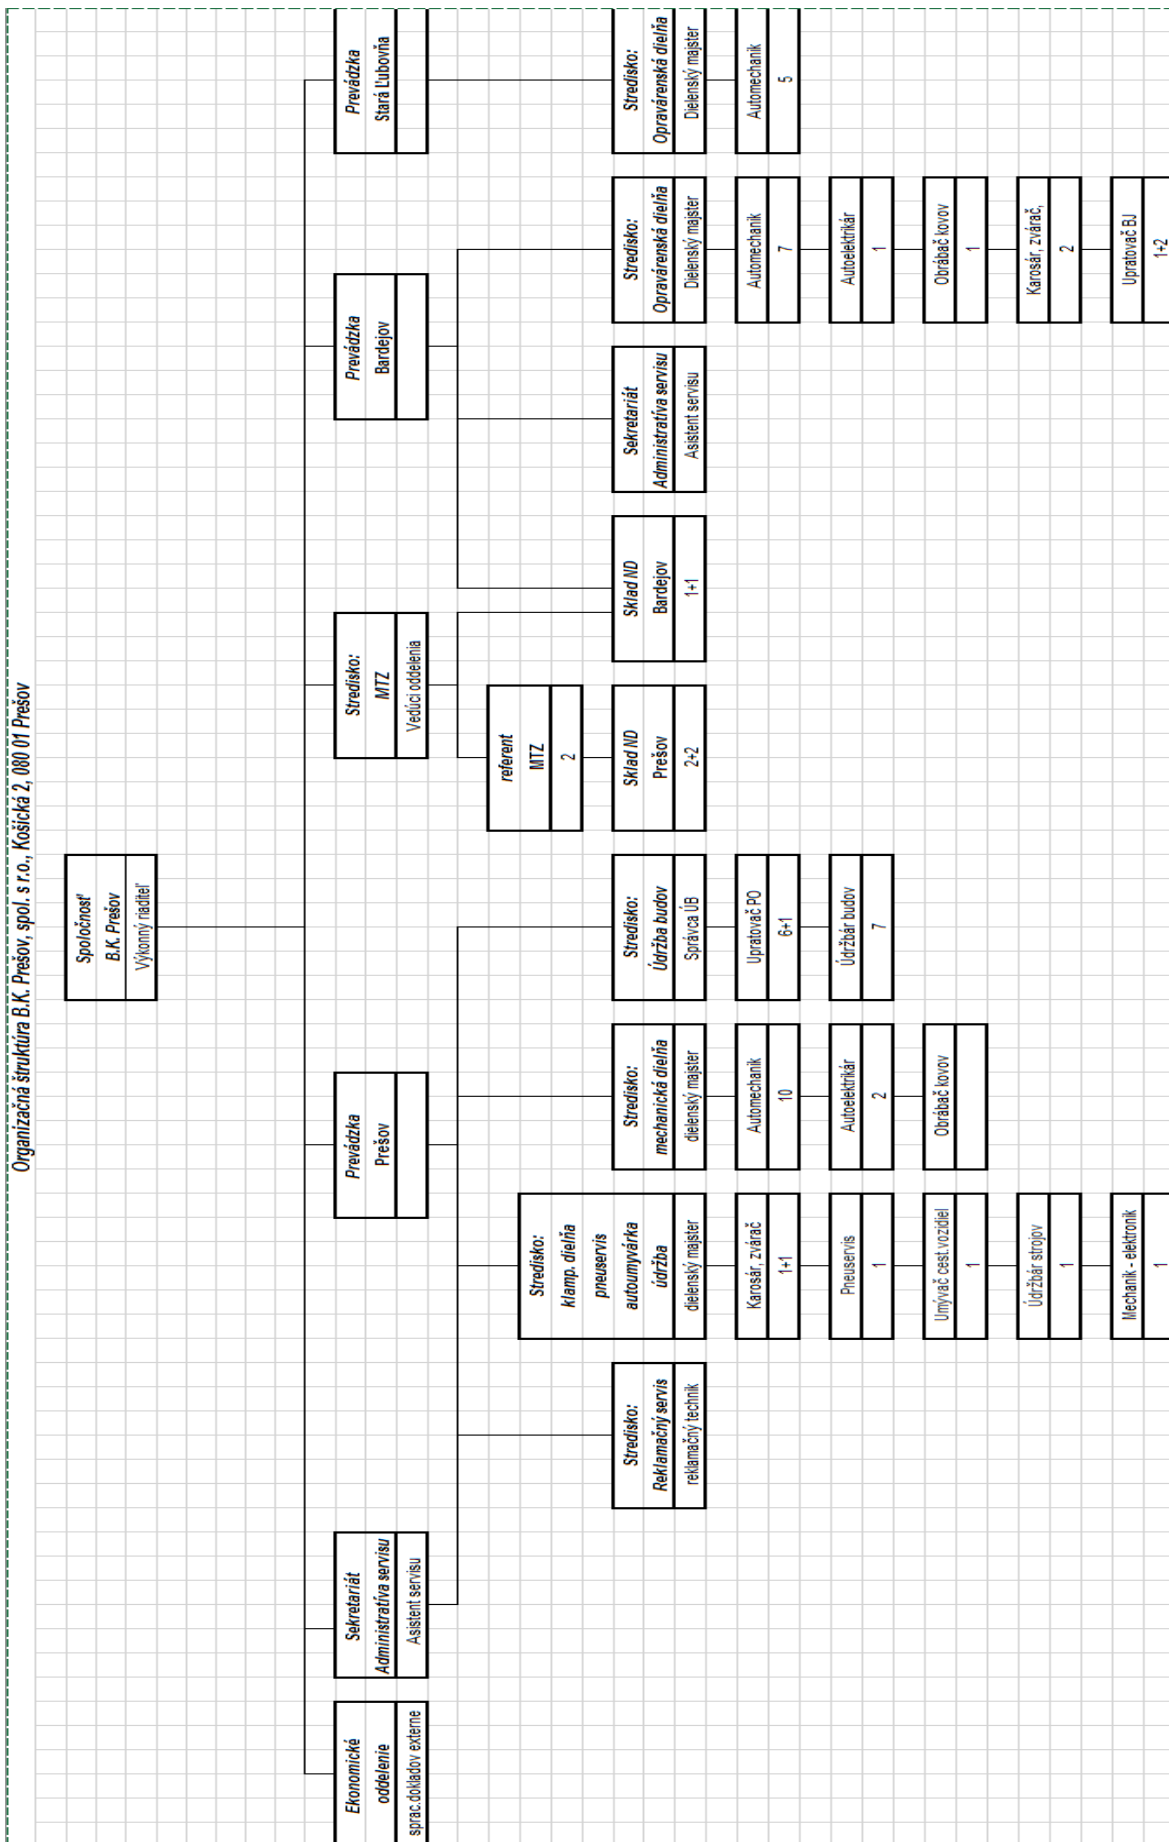 Organizačná štruktúra B.K. Prešov, spol. s r.o., Košická 2, 080 01 Prešov
Spoločnosť
B.K. Prešov
Výkonný riaditeľ
Ekonomické
oddelenie
sprac.dokladov externe
Sekretariát
Administratíva servisu
Asistent servisu
Prevádzka
Prešov
Stredisko:
MTZ
Vedúci oddelenia
Prevádzka
Bardejov
Prevádzka
Stará Ľubovňa
referent
MTZ
2
Stredisko:
Reklamačný servis
reklamačný technik
Stredisko:
klamp. dielňa
pneuservis
autoumyvárka
údržba
dielenský majster
Karosár, zvárač
1+1
Pneuservis
1
Umývač cest.vozidiel
1
Údržbár strojov
1
Mechanik - elektronik
1
Stredisko:
mechanická dielňa
dielenský majster
Automechanik
10
Autoelektrikár
2
Obrábač kovov
Stredisko:
Údržba budov
Správca ÚB
Upratovač PO
6+1
Údržbár budov
7
Sklad ND
Prešov
2+2
Sklad ND
Bardejov
1+1
Sekretariát
Administratíva servisu
Asistent servisu
Stredisko:
Opravárenská dielňa
Dielenský majster
Automechanik
7
Autoelektrikár
1
Obrábač kovov
1
Karosár, zvárač,
2
Upratovač BJ
1+2
Stredisko:
Opravárenská dielňa
Dielenský majster
Automechanik
5